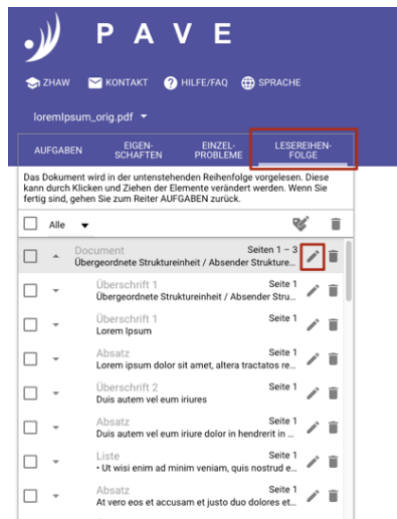 PAVE
ZHAW KONTAKT HILFE/FAQ SPRACHE
loremIpsum_orig.pdf
AUFGABEN EIGEN-SCHAFTEN EINZEL-PROBLEME LESEREIHEN-FOLGE
Das Dokument wird in der untenstehenden Reihenfolge vorgelesen. Diese
kann durch Klicken und Ziehen der Elemente verändert werden. Wenn Sie
fertig sind, gehen Sie zum Reiter AUFGABEN zurück.
Alle
Document Seiten 1 – 3
Übergeordnete Struktureinheit / Absender Strukture...
Überschrift 1 Seite 1
Übergeordnete Struktureinheit / Absender Stru...
Überschrift 1 Seite 1
Lorem Ipsum
Absatz Seite 1
Lorem ipsum dolor sit amet, altera tractatos re...
Überschrift 2 Seite 1
Duis autem vel eum iriures
Absatz Seite 1
Duis autem vel eum iriure dolor in hendrerit in ...
Liste Seite 1
• Ut wisi enim ad minim veniam, quis nostrud e...
Absatz Seite 1
At vero eos et accusam et justo duo dolores et...